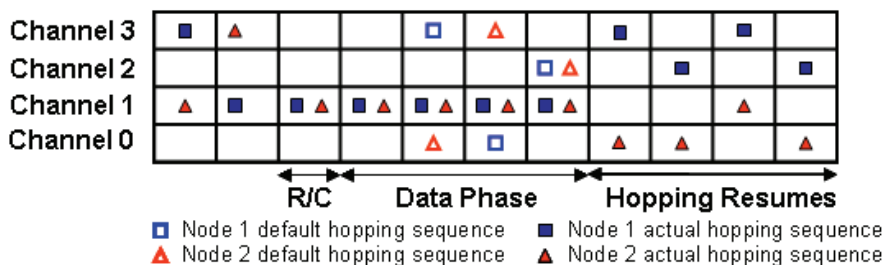 Channel 3
Channel 2
Channel 1
Channel 0
R/C Data Phase Hopping Resumes
Node 1 default hopping sequence Node 1 actual hopping sequence
Node 2 default hopping sequence Node 2 actual hopping sequence